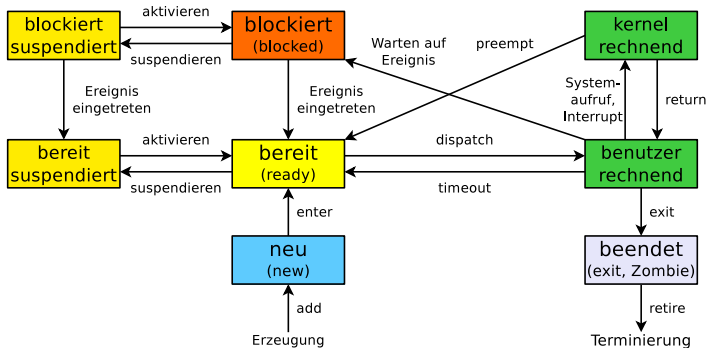 blockiert
suspendiert
aktivieren
suspendieren
blockiert
(blocked)
Warten auf
Ereignis
preempt
kernel
rechnend
Ereignis
eingetreten
Ereignis
eingetreten
System-
aufruf,
Interrupt
return
bereit
suspendiert
aktivieren
suspendieren
bereit
(ready)
dispatch
timeout
benutzer
rechnend
enter
exit
neu
(new)
beendet
(exit, Zombie)
add
retire
Erzeugung
Terminierung